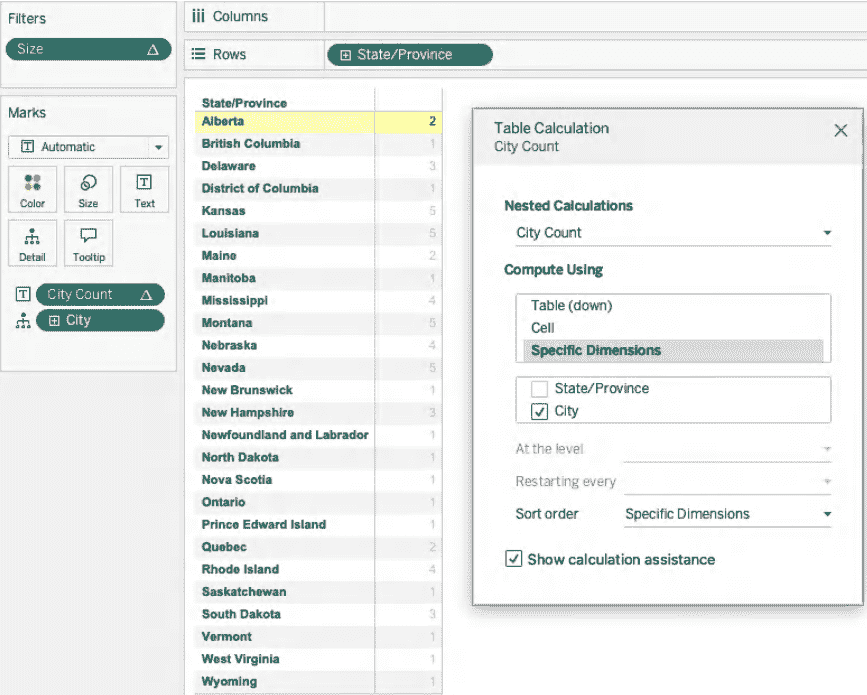 Filters
Size
Columns
Rows
State/Province
Marks
Automatic
Color Size Text
Detail Tooltip
City Count
City
State/Province
Alberta 2
British Columbia 1
Delaware 3
District of Columbia 1
Kansas 5
Louisiana 5
Maine 2
Manitoba 1
Mississippi 4
Montana 5
Nebraska 4
Nevada 5
New Brunswick 1
New Hampshire 3
Newfoundland and Labrador 1
North Dakota 1
Nova Scotia 1
Ontario 1
Prince Edward Island 1
Quebec 2
Rhode Island 4
Saskatchewan 1
South Dakota 3
Vermont 1
West Virginia 1
Wyoming 1
Table Calculation
City Count
Nested Calculations
City Count
Compute Using
Table (down)
Cell
Specific Dimensions
State/Province
City
At the level
Restarting every
Sort order Specific Dimensions
Show calculation assistance